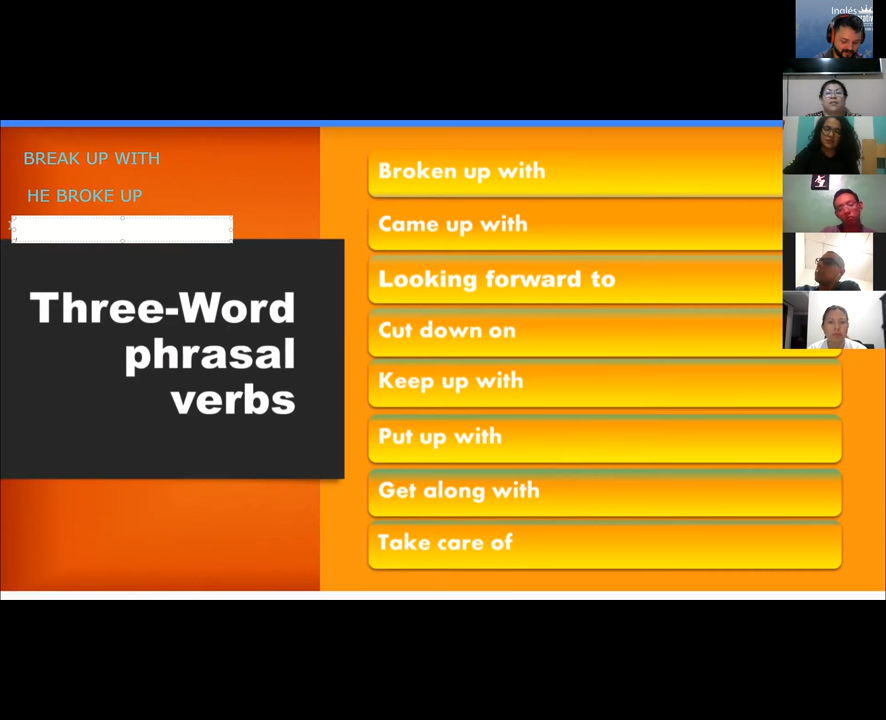 BREAK UP WITH
HE BROKE UP
Three-Word
phrasal
verbs
Broken up with
Came up with
Looking forward to
Cut down on
Keep up with
Put up with
Get along with
Take care of
Inglés